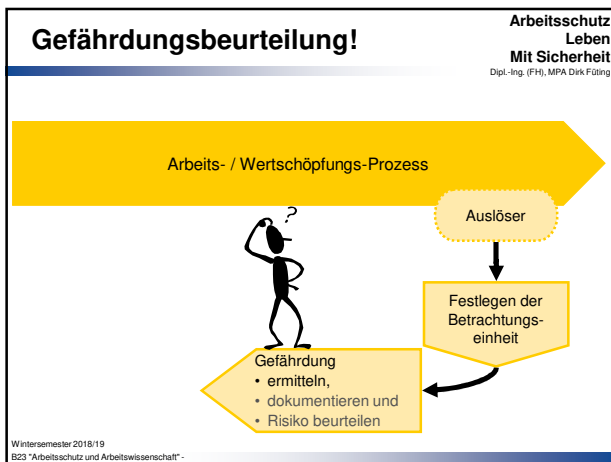 Gefährdungsbeurteilung!
Arbeitsschutz
Leben
Mit Sicherheit
Dipl.-Ing. (FH), MPA Dirk Füting
Arbeits- / Wertschöpfungs-Prozess
?
Auslöser
Festlegen der
Betrachtungs-
einheit
Gefährdung
• ermitteln,
• dokumentieren und
• Risiko beurteilen
Wintersemester 2018/19
B23 "Arbeitsschutz und Arbeitswissenschaft" -